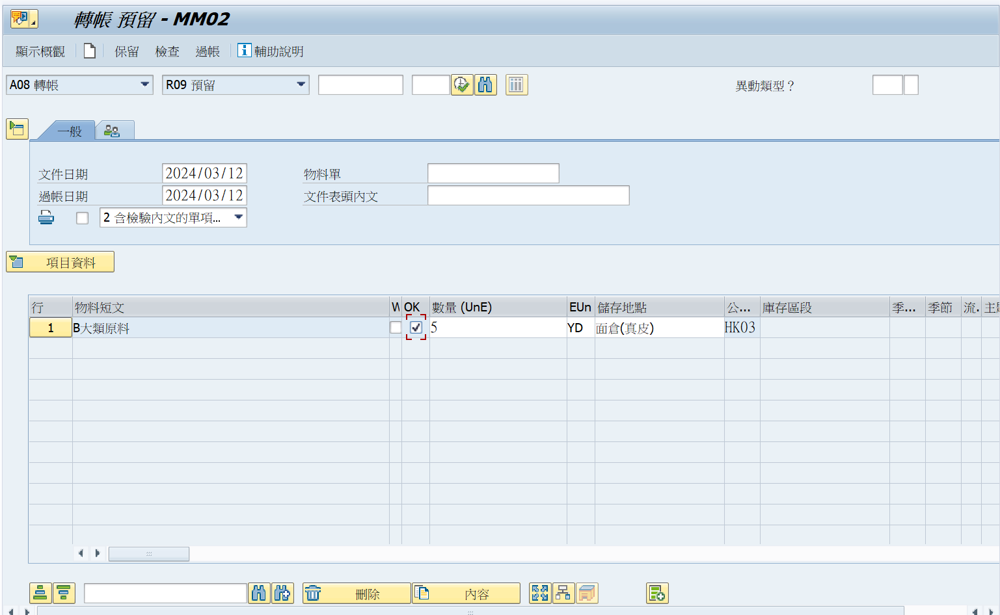 轉帳 預留 - MM02
顯示概觀 保留 檢查 過帳 輔助說明
A08 轉帳 R09 預留 異動類型？
一般
文件日期 2024/03/12 物料單
過帳日期 2024/03/12 文件表頭內文
2 含檢驗內文的單項...
項目資料
行 物料短文 W OK 數量 (UnE) EUn 儲存地點 公... 庫存區段 季... 季節 流.
1 B大類原料 5 YD 面倉(真皮) HK03
刪除 內容